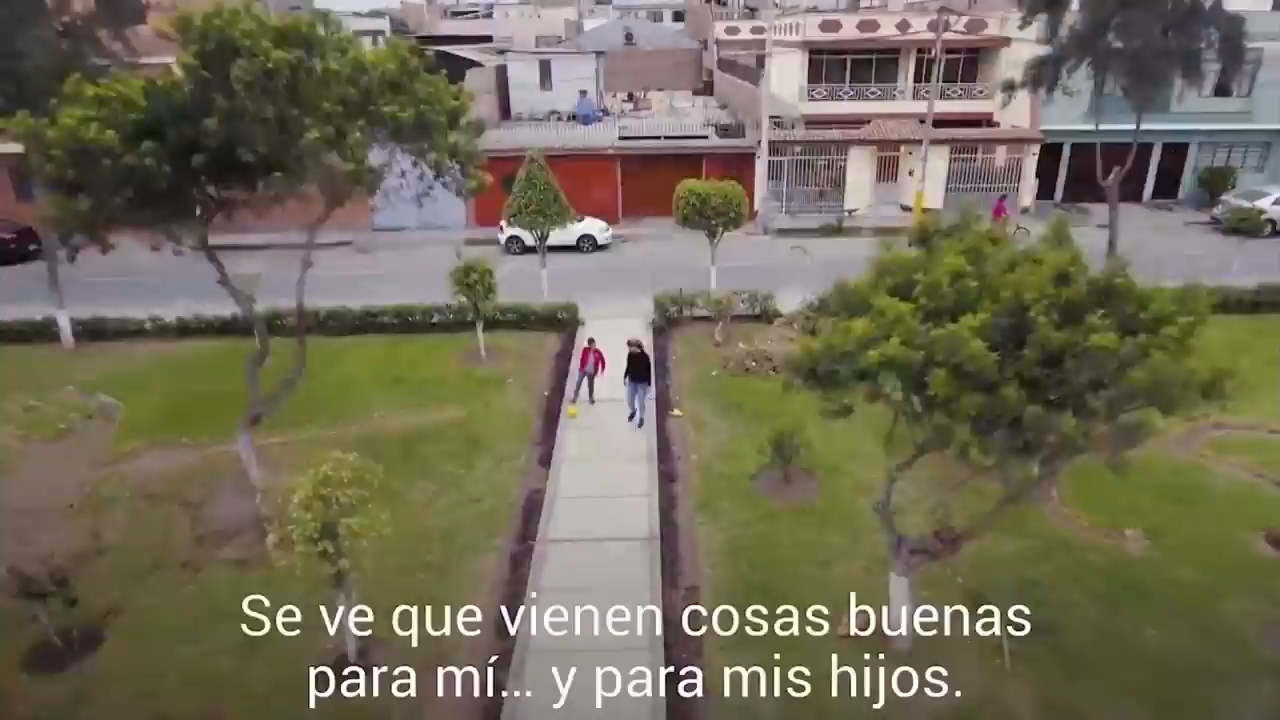 Se ve que vienen cosas buenas
para mí... y para mis hijos.